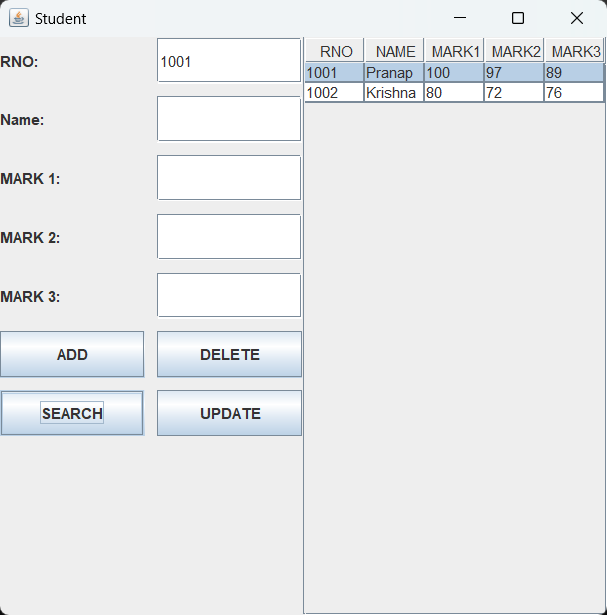 Student
RNO:
1001
Name:
MARK 1:
MARK 2:
MARK 3:
ADD
DELETE
SEARCH
UPDATE
RNO NAME MARK1 MARK2 MARK3
1001 Pranap 100 97 89
1002 Krishna 80 72 76